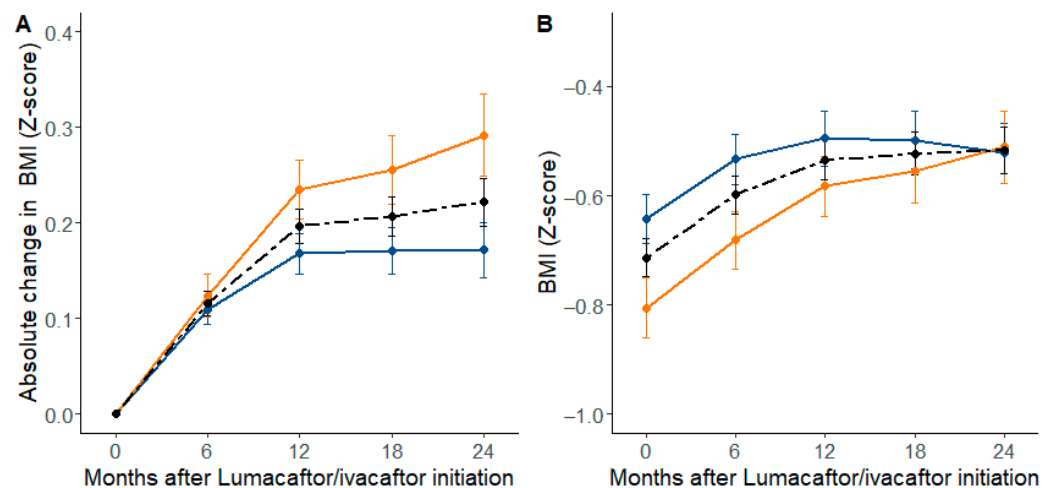 A
Absolute change in BMI (Z-score)
0.4
0.3
0.2
0.1
0.0
0 6 12 18 24
Months after Lumacaftor/ivacaftor initiation
B
BMI (Z-score)
−0.4
−0.6
−0.8
−1.0
0 6 12 18 24
Months after Lumacaftor/ivacaftor initiation